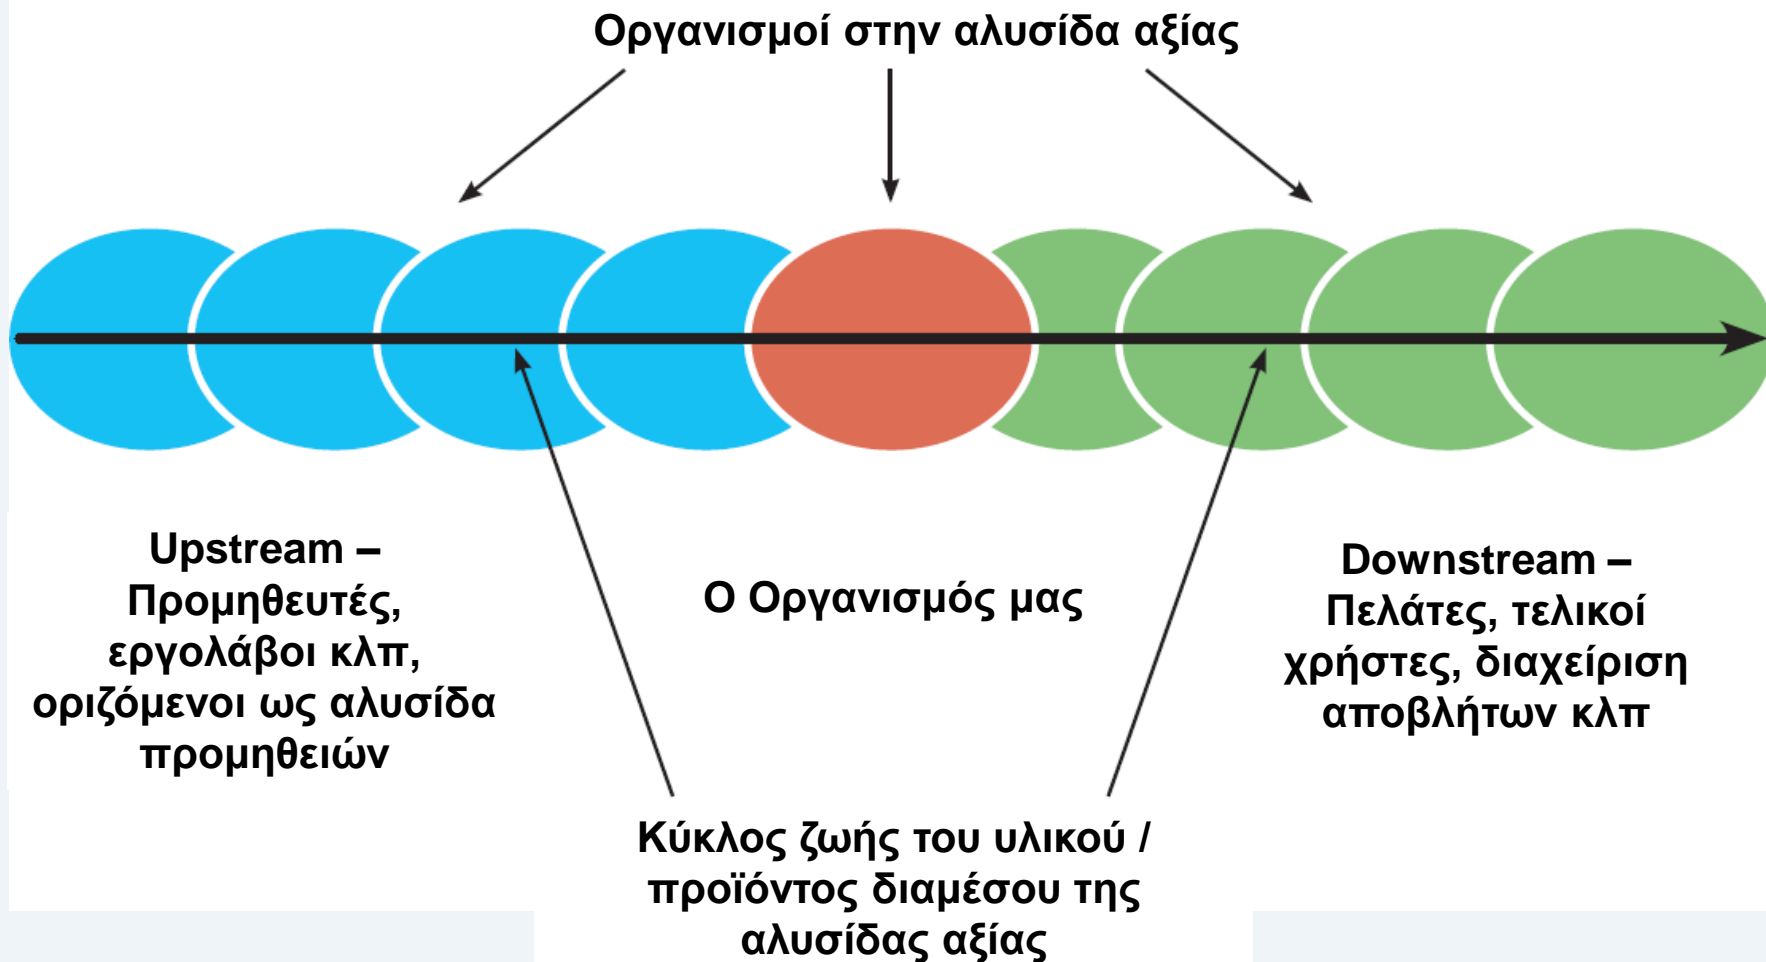 Οργανισμοί στην αλυσίδα αξίας
Upstream –
Προμηθευτές,
εργολάβοι κλπ,
οριζόμενοι ως αλυσίδα
προμηθειών
Ο Οργανισμός μας
Downstream –
Πελάτες, τελικοί
χρήστες, διαχείριση
αποβλήτων κλπ
Κύκλος ζωής του υλικού /
προϊόντος διαμέσου της
αλυσίδας αξίας